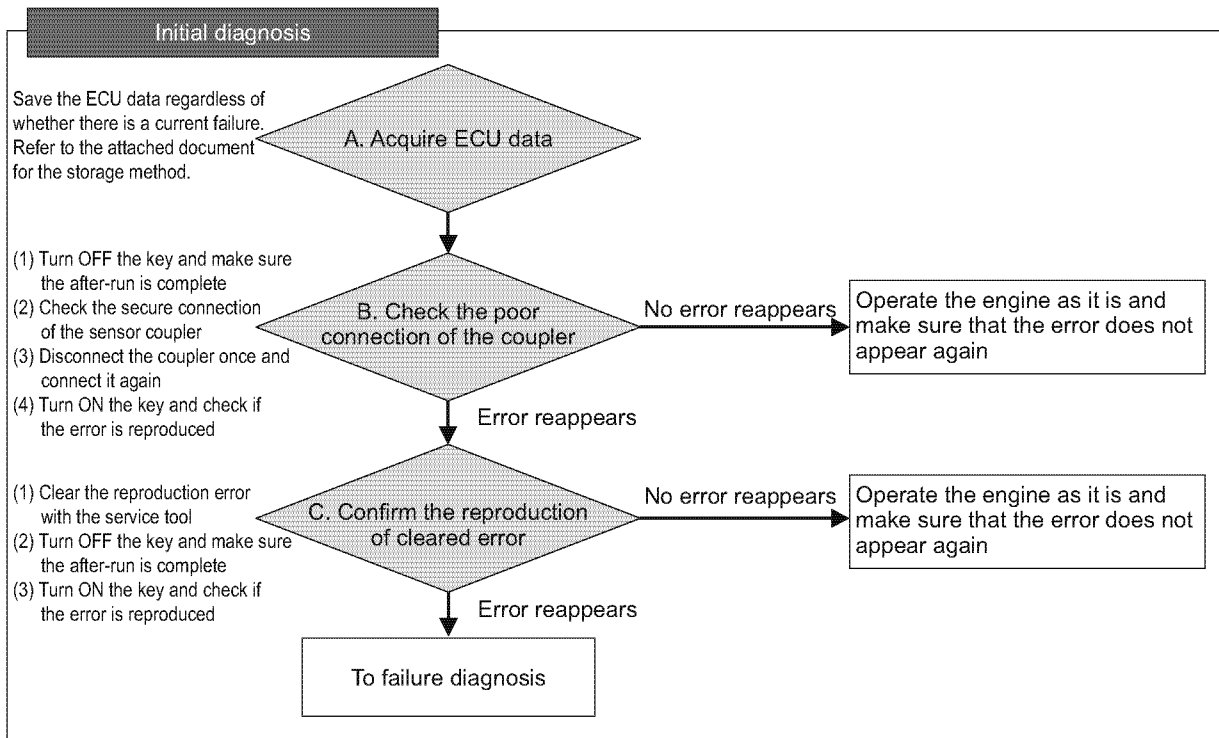 Initial diagnosis
Save the ECU data regardless of
whether there is a current failure.
Refer to the attached document
for the storage method.
A. Acquire ECU data
(1) Turn OFF the key and make sure
the after-run is complete
(2) Check the secure connection
of the sensor coupler
(3) Disconnect the coupler once and
connect it again
(4) Turn ON the key and check if
the error is reproduced
B. Check the poor
connection of the coupler
No error reappears
Operate the engine as it is and
make sure that the error does not
appear again
Error reappears
(1) Clear the reproduction error
with the service tool
(2) Turn OFF the key and make sure
the after-run is complete
(3) Turn ON the key and check if
the error is reproduced
C. Confirm the reproduction
of cleared error
No error reappears
Operate the engine as it is and
make sure that the error does not
appear again
Error reappears
To failure diagnosis